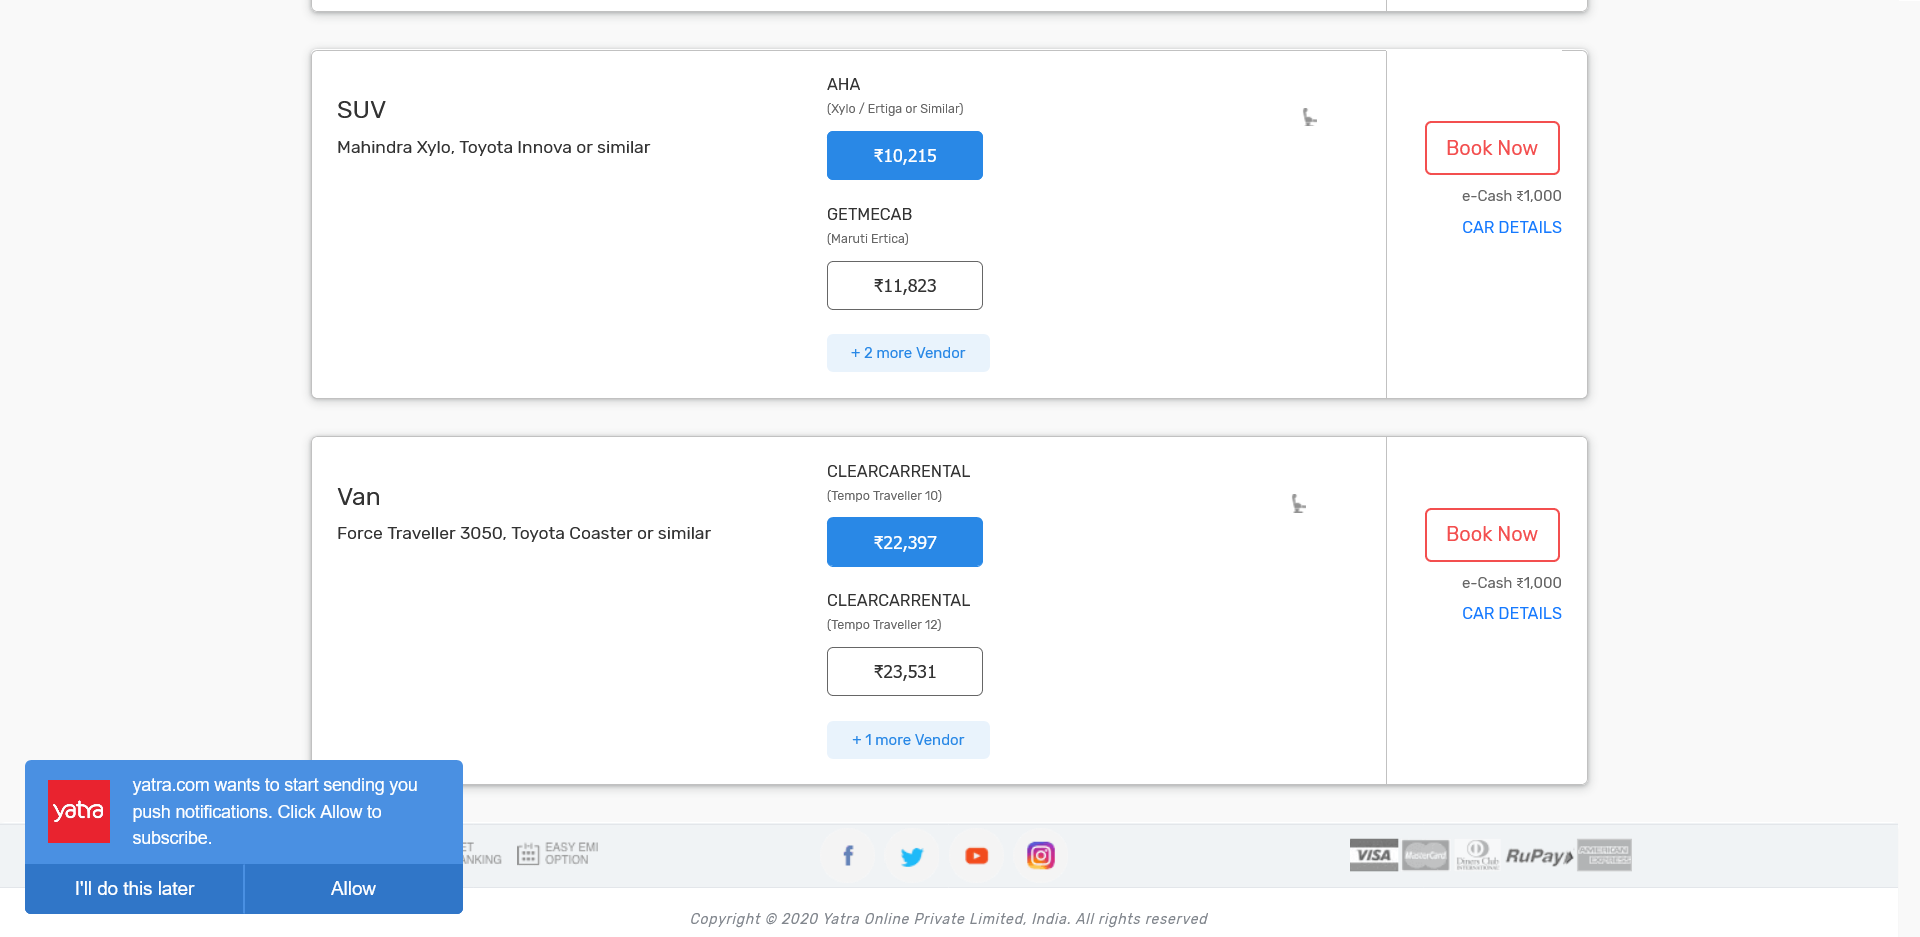 SUV
Mahindra Xylo, Toyota Innova or similar
AHA
(Xylo / Ertiga or Similar)
₹10,215
GETMECAB
(Maruti Ertica)
₹11,823
+ 2 more Vendor
Book Now
e-Cash ₹1,000
CAR DETAILS
Van
Force Traveller 3050, Toyota Coaster or similar
CLEARCARRENTAL
(Tempo Traveller 10)
₹22,397
CLEARCARRENTAL
(Tempo Traveller 12)
₹23,531
+ 1 more Vendor
Book Now
e-Cash ₹1,000
CAR DETAILS
yatra
yatra.com wants to start sending you
push notifications. Click Allow to
subscribe.
I'll do this later
Allow
EASY EMI
OPTION
VISA
MasterCard
Diners Club
INTERNATIONAL
RuPay
AMERICAN
EXPRESS
Copyright © 2020 Yatra Online Private Limited, India. All rights reserved